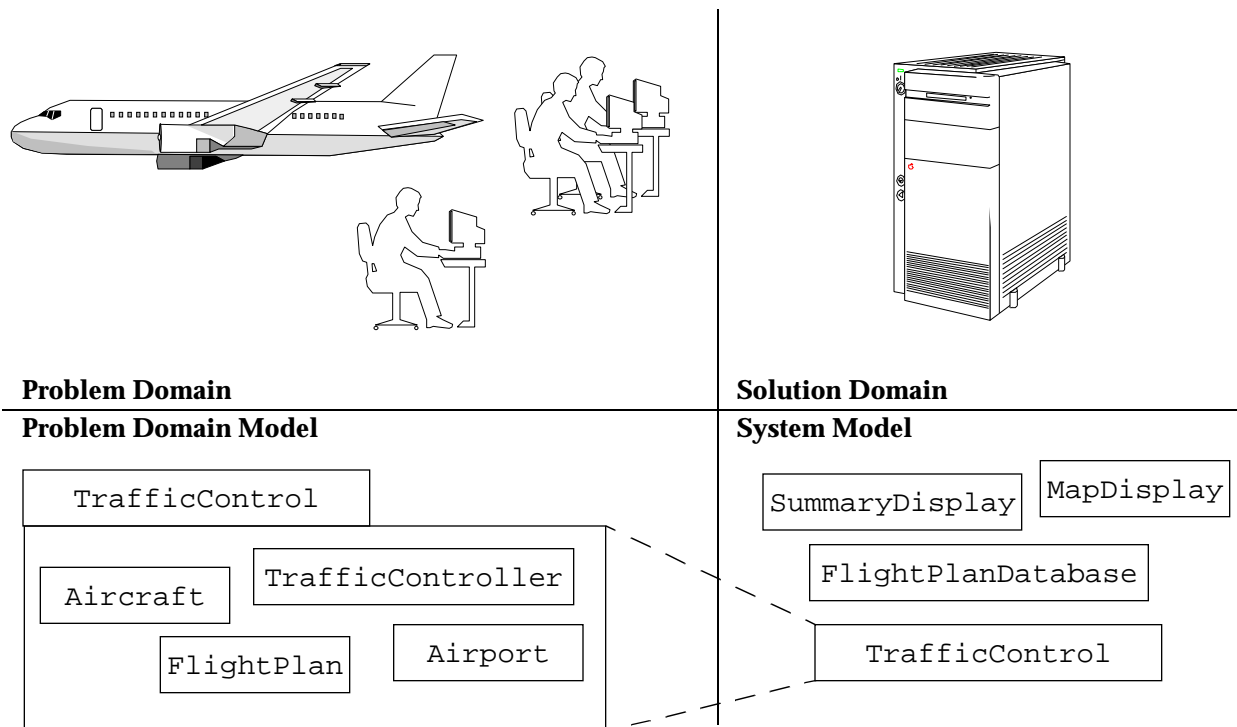 Problem Domain
Solution Domain
Problem Domain Model
System Model
TrafficControl
Aircraft
TrafficController
FlightPlan
Airport
SummaryDisplay
MapDisplay
FlightPlanDatabase
TrafficControl